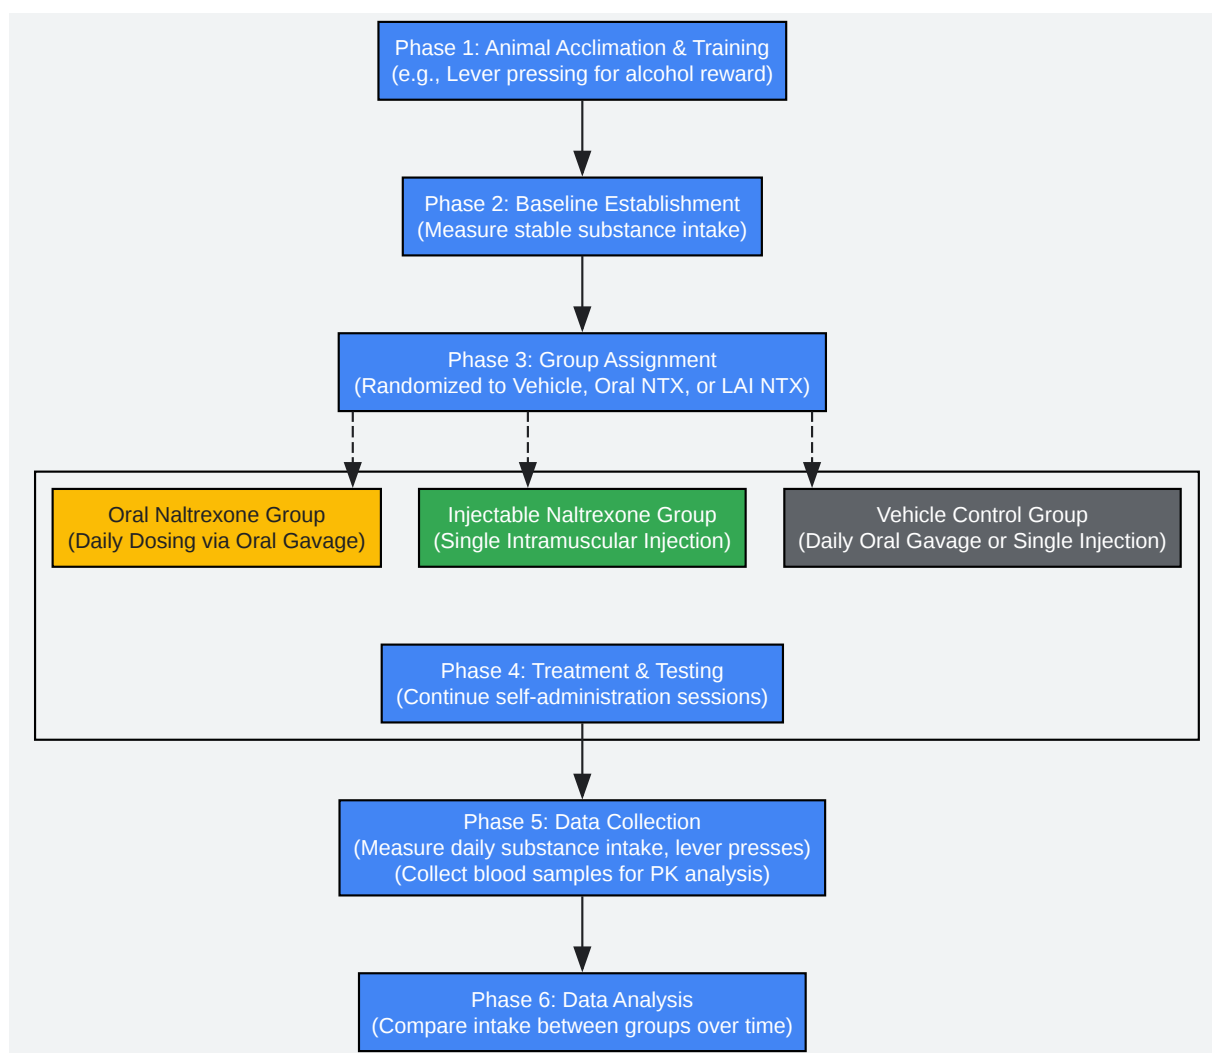 Phase 1: Animal Acclimation & Training
(e.g., Lever pressing for alcohol reward)
Phase 2: Baseline Establishment
(Measure stable substance intake)
Phase 3: Group Assignment
(Randomized to Vehicle, Oral NTX, or LAI NTX)
Oral Naltrexone Group
(Daily Dosing via Oral Gavage)
Injectable Naltrexone Group
(Single Intramuscular Injection)
Vehicle Control Group
(Daily Oral Gavage or Single Injection)
Phase 4: Treatment & Testing
(Continue self-administration sessions)
Phase 5: Data Collection
(Measure daily substance intake, lever presses)
(Collect blood samples for PK analysis)
Phase 6: Data Analysis
(Compare intake between groups over time)